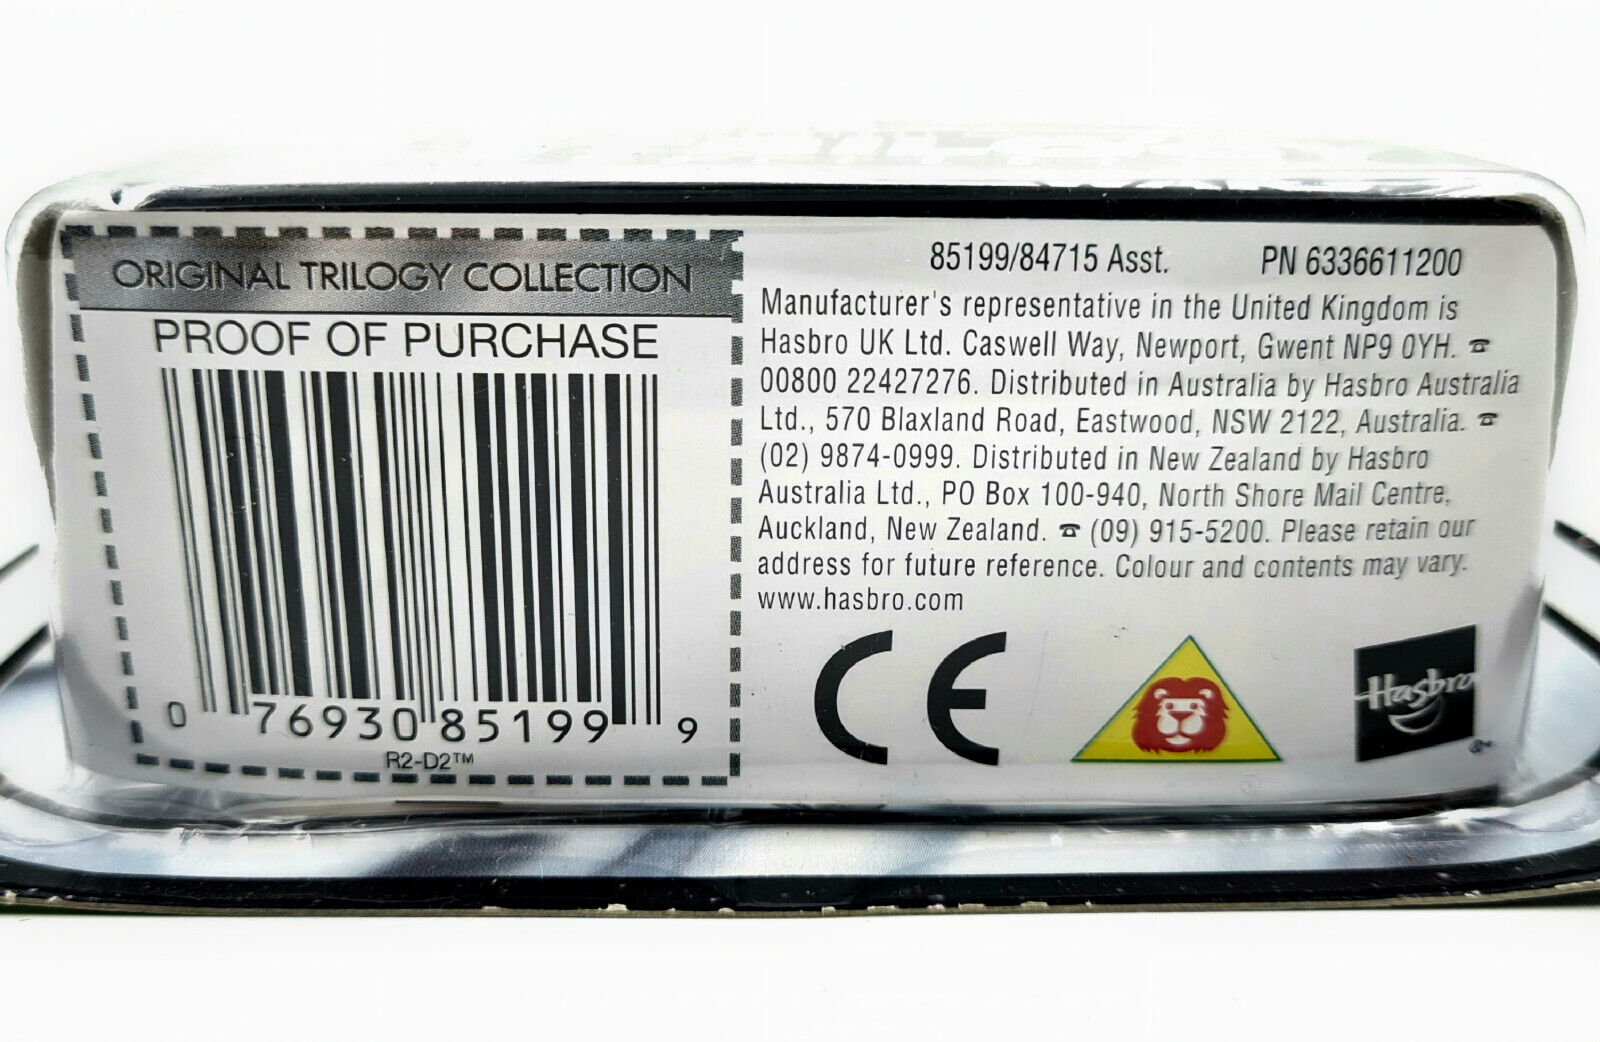 ORIGINAL TRILOGY COLLECTION
PROOF OF PURCHASE
0 76930 85199 9
R2-D2™
85199/84715 Asst. PN 6336611200
Manufacturer's representative in the United Kingdom is
Hasbro UK Ltd. Caswell Way, Newport, Gwent NP9 0YH. ☎
00800 22427276. Distributed in Australia by Hasbro Australia
Ltd., 570 Blaxland Road, Eastwood, NSW 2122, Australia. ☎
(02) 9874-0999. Distributed in New Zealand by Hasbro
Australia Ltd., PO Box 100-940, North Shore Mail Centre,
Auckland, New Zealand. ☎ (09) 915-5200. Please retain our
address for future reference. Colour and contents may vary.
www.hasbro.com
CE
Hasbro